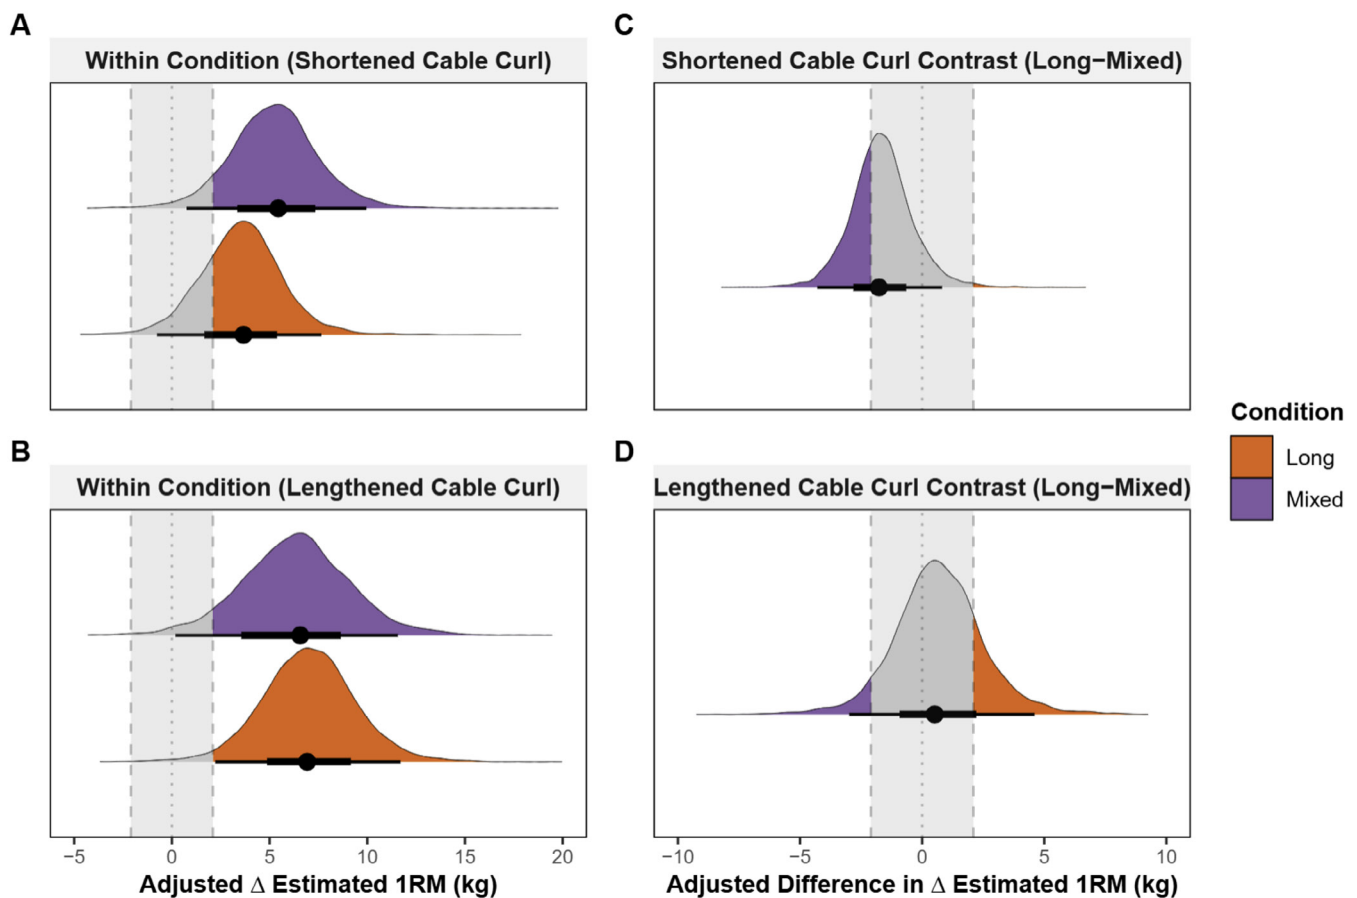 A
Within Condition (Shortened Cable Curl)
C
Shortened Cable Curl Contrast (Long−Mixed)
B
Within Condition (Lengthened Cable Curl)
−5 0 5 10 15 20
Adjusted Δ Estimated 1RM (kg)
D
Lengthened Cable Curl Contrast (Long−Mixed)
−10 −5 0 5 10
Adjusted Difference in Δ Estimated 1RM (kg)
Condition
Long
Mixed